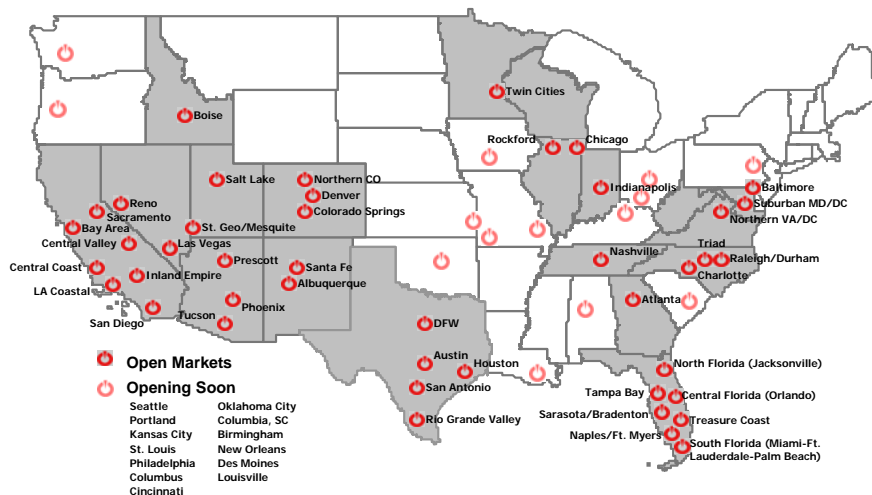 Twin Cities
Boise
Rockford
Chicago
Salt Lake
Northern CO
Indianapolis
Baltimore
Reno
Denver
Suburban MD/DC
Sacramento
Colorado Springs
Northern VA/DC
Bay Area
St. Geo/Mesquite
Central Valley
Las Vegas
Nashville
Triad
Prescott
Raleigh/Durham
Central Coast
Santa Fe
Charlotte
Inland Empire
Albuquerque
LA Coastal
Phoenix
Atlanta
San Diego
Tucson
DFW
Open Markets
Austin
Houston
North Florida (Jacksonville)
Opening Soon
San Antonio
Tampa Bay
Central Florida (Orlando)
Sarasota/Bradenton
Treasure Coast
Rio Grande Valley
Naples/Ft. Myers
South Florida (Miami-Ft.
Lauderdale-Palm Beach)
Seattle
Portland
Kansas City
St. Louis
Philadelphia
Columbus
Cincinnati
Oklahoma City
Columbia, SC
Birmingham
New Orleans
Des Moines
Louisville